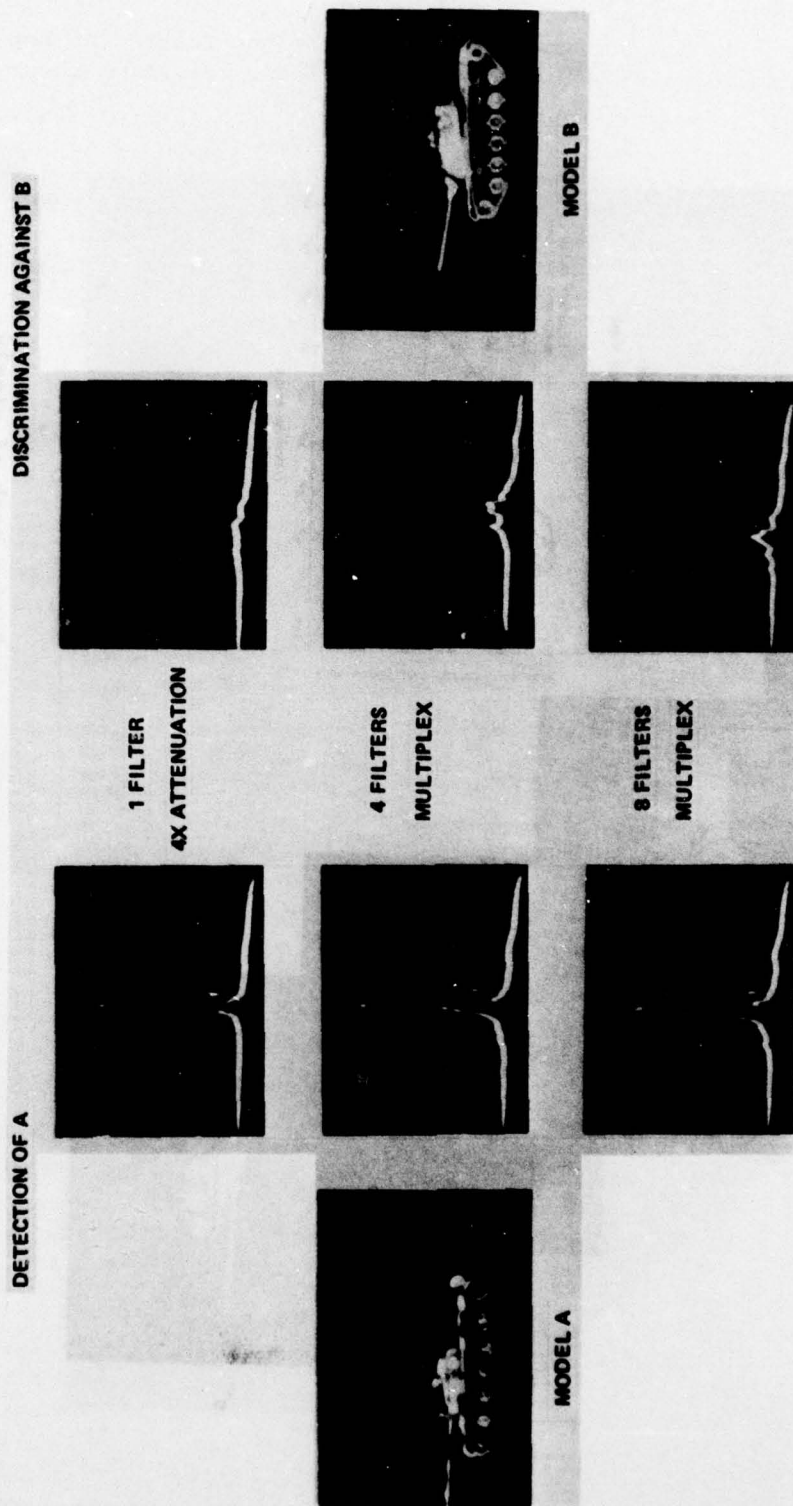 DETECTION OF A
DISCRIMINATION AGAINST B
1 FILTER
4X ATTENUATION
4 FILTERS
MULTIPLEX
8 FILTERS
MULTIPLEX
MODEL A
MODEL B